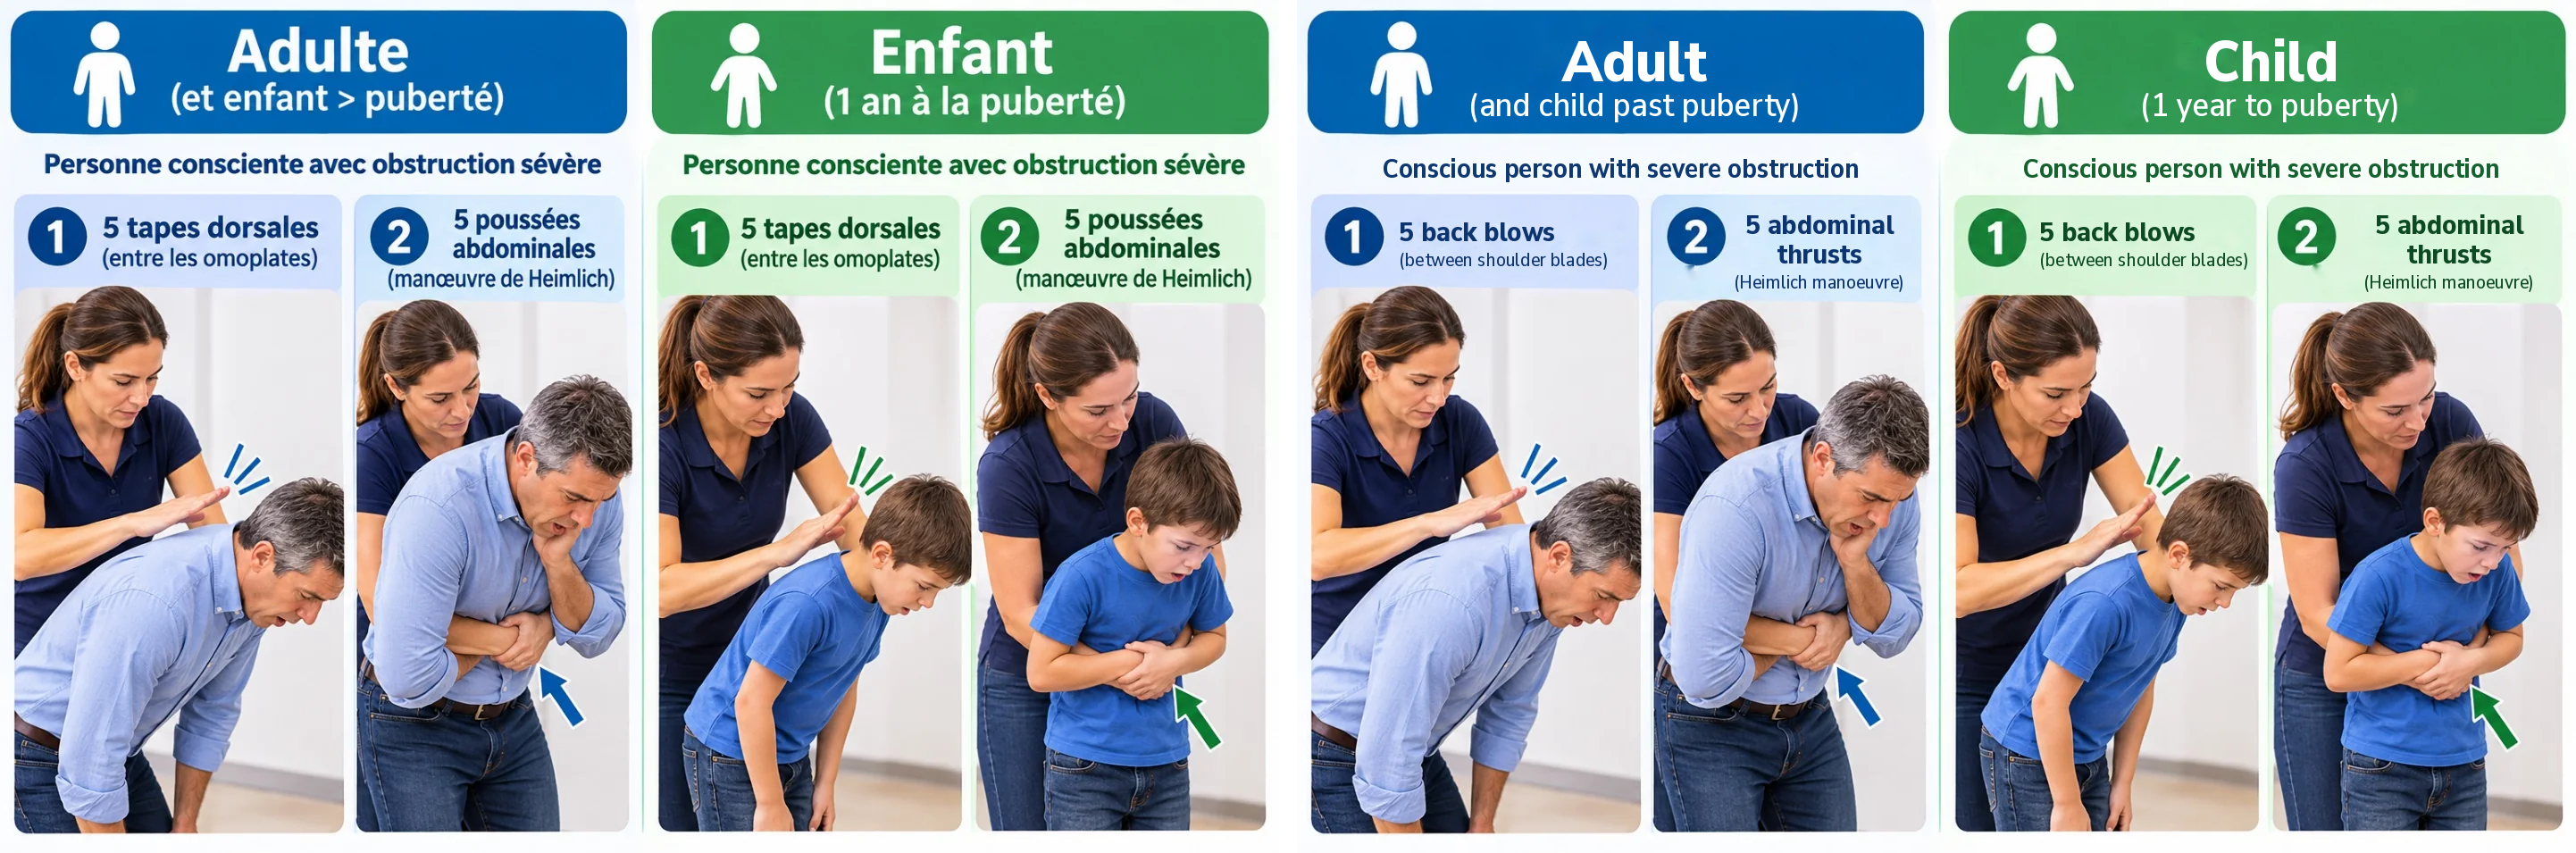 Adulte
(et enfant > puberté)
Personne consciente avec obstruction sévère
1
5 tapes dorsales
(entre les omoplates)
2
5 poussées
abdominales
(manœuvre de Heimlich)
Enfant
(1 an à la puberté)
Personne consciente avec obstruction sévère
1
5 tapes dorsales
(entre les omoplates)
2
5 poussées
abdominales
(manœuvre de Heimlich)
Adult
(and child past puberty)
Conscious person with severe obstruction
1
5 back blows
(between shoulder blades)
2
5 abdominal
thrusts
(Heimlich manoeuvre)
Child
(1 year to puberty)
Conscious person with severe obstruction
1
5 back blows
(between shoulder blades)
2
5 abdominal
thrusts
(Heimlich manoeuvre)